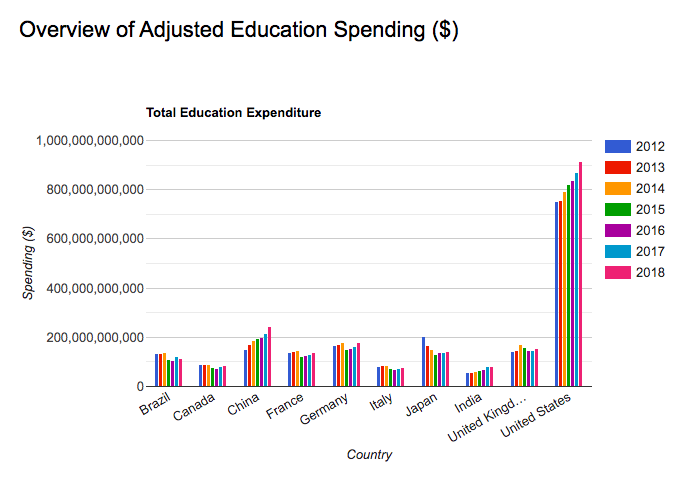 Overview of Adjusted Education Spending ($)
Total Education Expenditure
1,000,000,000,000
800,000,000,000
600,000,000,000
400,000,000,000
200,000,000,000
0
Spending ($)
2012
2013
2014
2015
2016
2017
2018
Brazil
Canada
China
France
Germany
Italy
Japan
India
United Kingd...
United States
Country